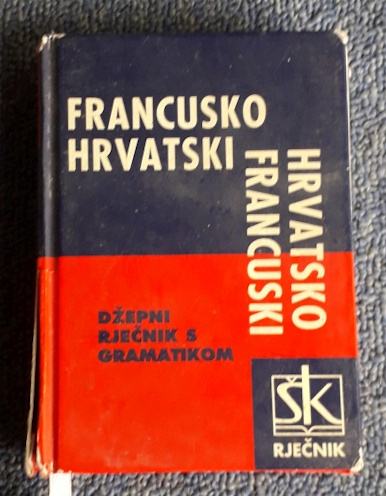 FRANCUSKO
HRVATSKI
HRVATSKO
FRANCUSKI
DŽEPNI
RJEČNIK S
GRAMATIKOM
ŠK
RJEČNIK